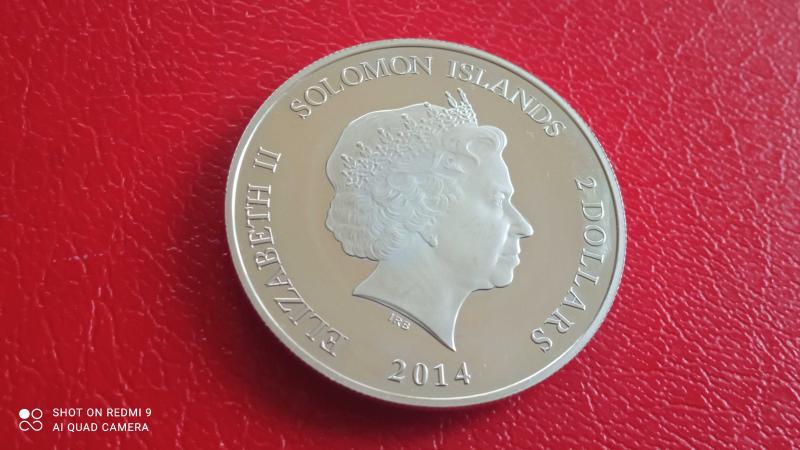 ELIZABETH II
SOLOMON ISLANDS
2 DOLLARS
IRB
2014
SHOT ON REDMI 9
AI QUAD CAMERA